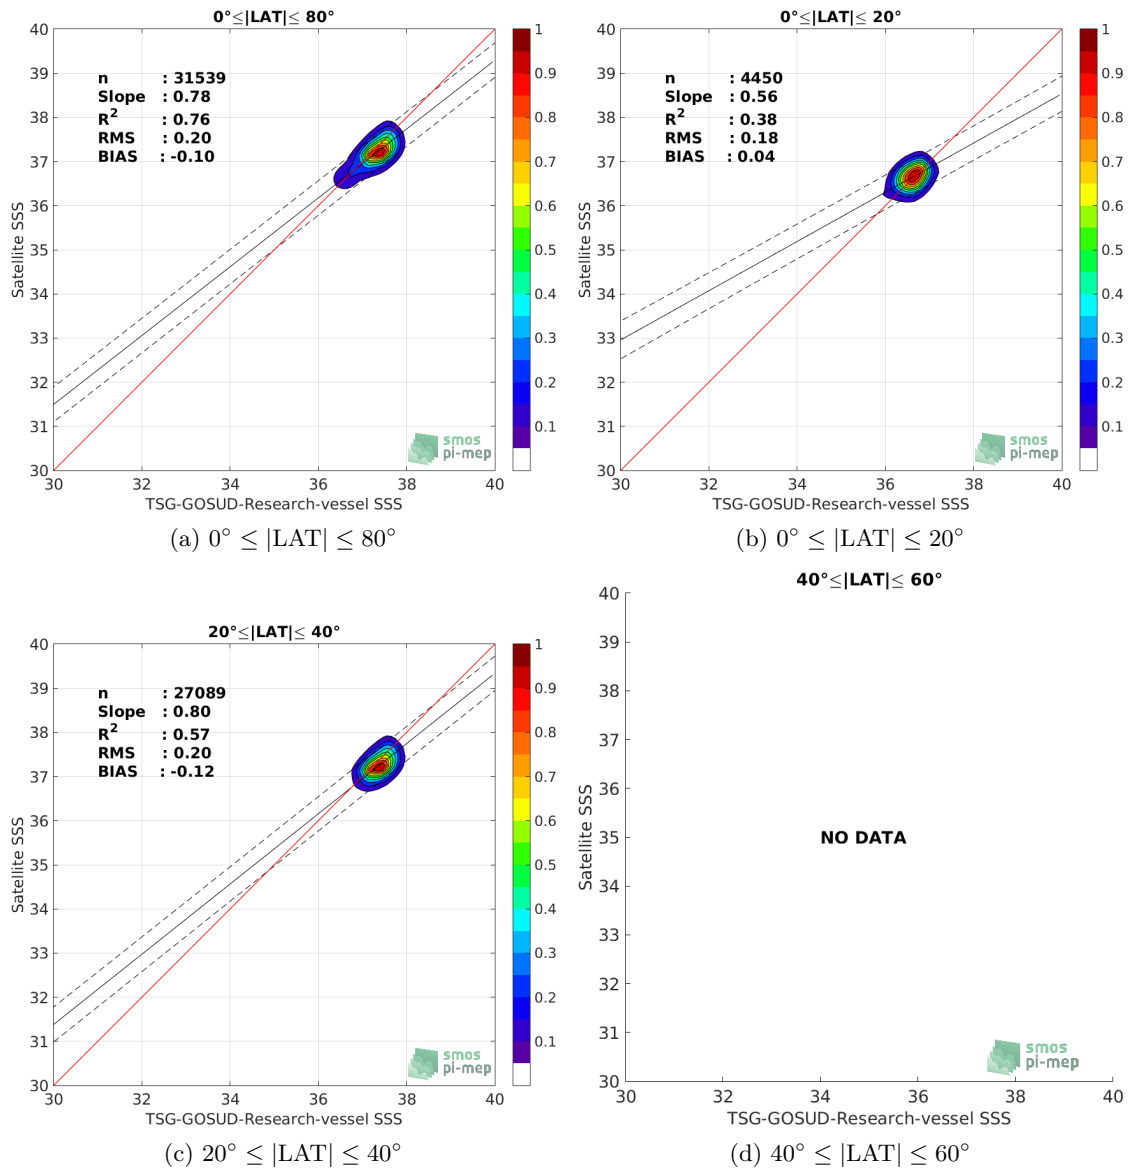 0°≤|LAT|≤ 80°
40
39
38
37
36
35
34
33
32
31
30
30 32 34 36 38 40
Satellite SSS
TSG-GOSUD-Research-vessel SSS
n : 31539
Slope : 0.78
R² : 0.76
RMS : 0.20
BIAS : -0.10
1
0.9
0.8
0.7
0.6
0.5
0.4
0.3
0.2
0.1
smos
pi-mep
(a) 0° ≤ |LAT| ≤ 80°
0°≤|LAT|≤ 20°
40
39
38
37
36
35
34
33
32
31
30
30 32 34 36 38 40
Satellite SSS
TSG-GOSUD-Research-vessel SSS
n : 4450
Slope : 0.56
R² : 0.38
RMS : 0.18
BIAS : 0.04
1
0.9
0.8
0.7
0.6
0.5
0.4
0.3
0.2
0.1
smos
pi-mep
(b) 0° ≤ |LAT| ≤ 20°
20°≤|LAT|≤ 40°
40
39
38
37
36
35
34
33
32
31
30
30 32 34 36 38 40
Satellite SSS
TSG-GOSUD-Research-vessel SSS
n : 27089
Slope : 0.80
R² : 0.57
RMS : 0.20
BIAS : -0.12
1
0.9
0.8
0.7
0.6
0.5
0.4
0.3
0.2
0.1
smos
pi-mep
(c) 20° ≤ |LAT| ≤ 40°
40°≤|LAT|≤ 60°
40
39
38
37
36
35
34
33
32
31
30
30 32 34 36 38 40
Satellite SSS
TSG-GOSUD-Research-vessel SSS
NO DATA
smos
pi-mep
(d) 40° ≤ |LAT| ≤ 60°